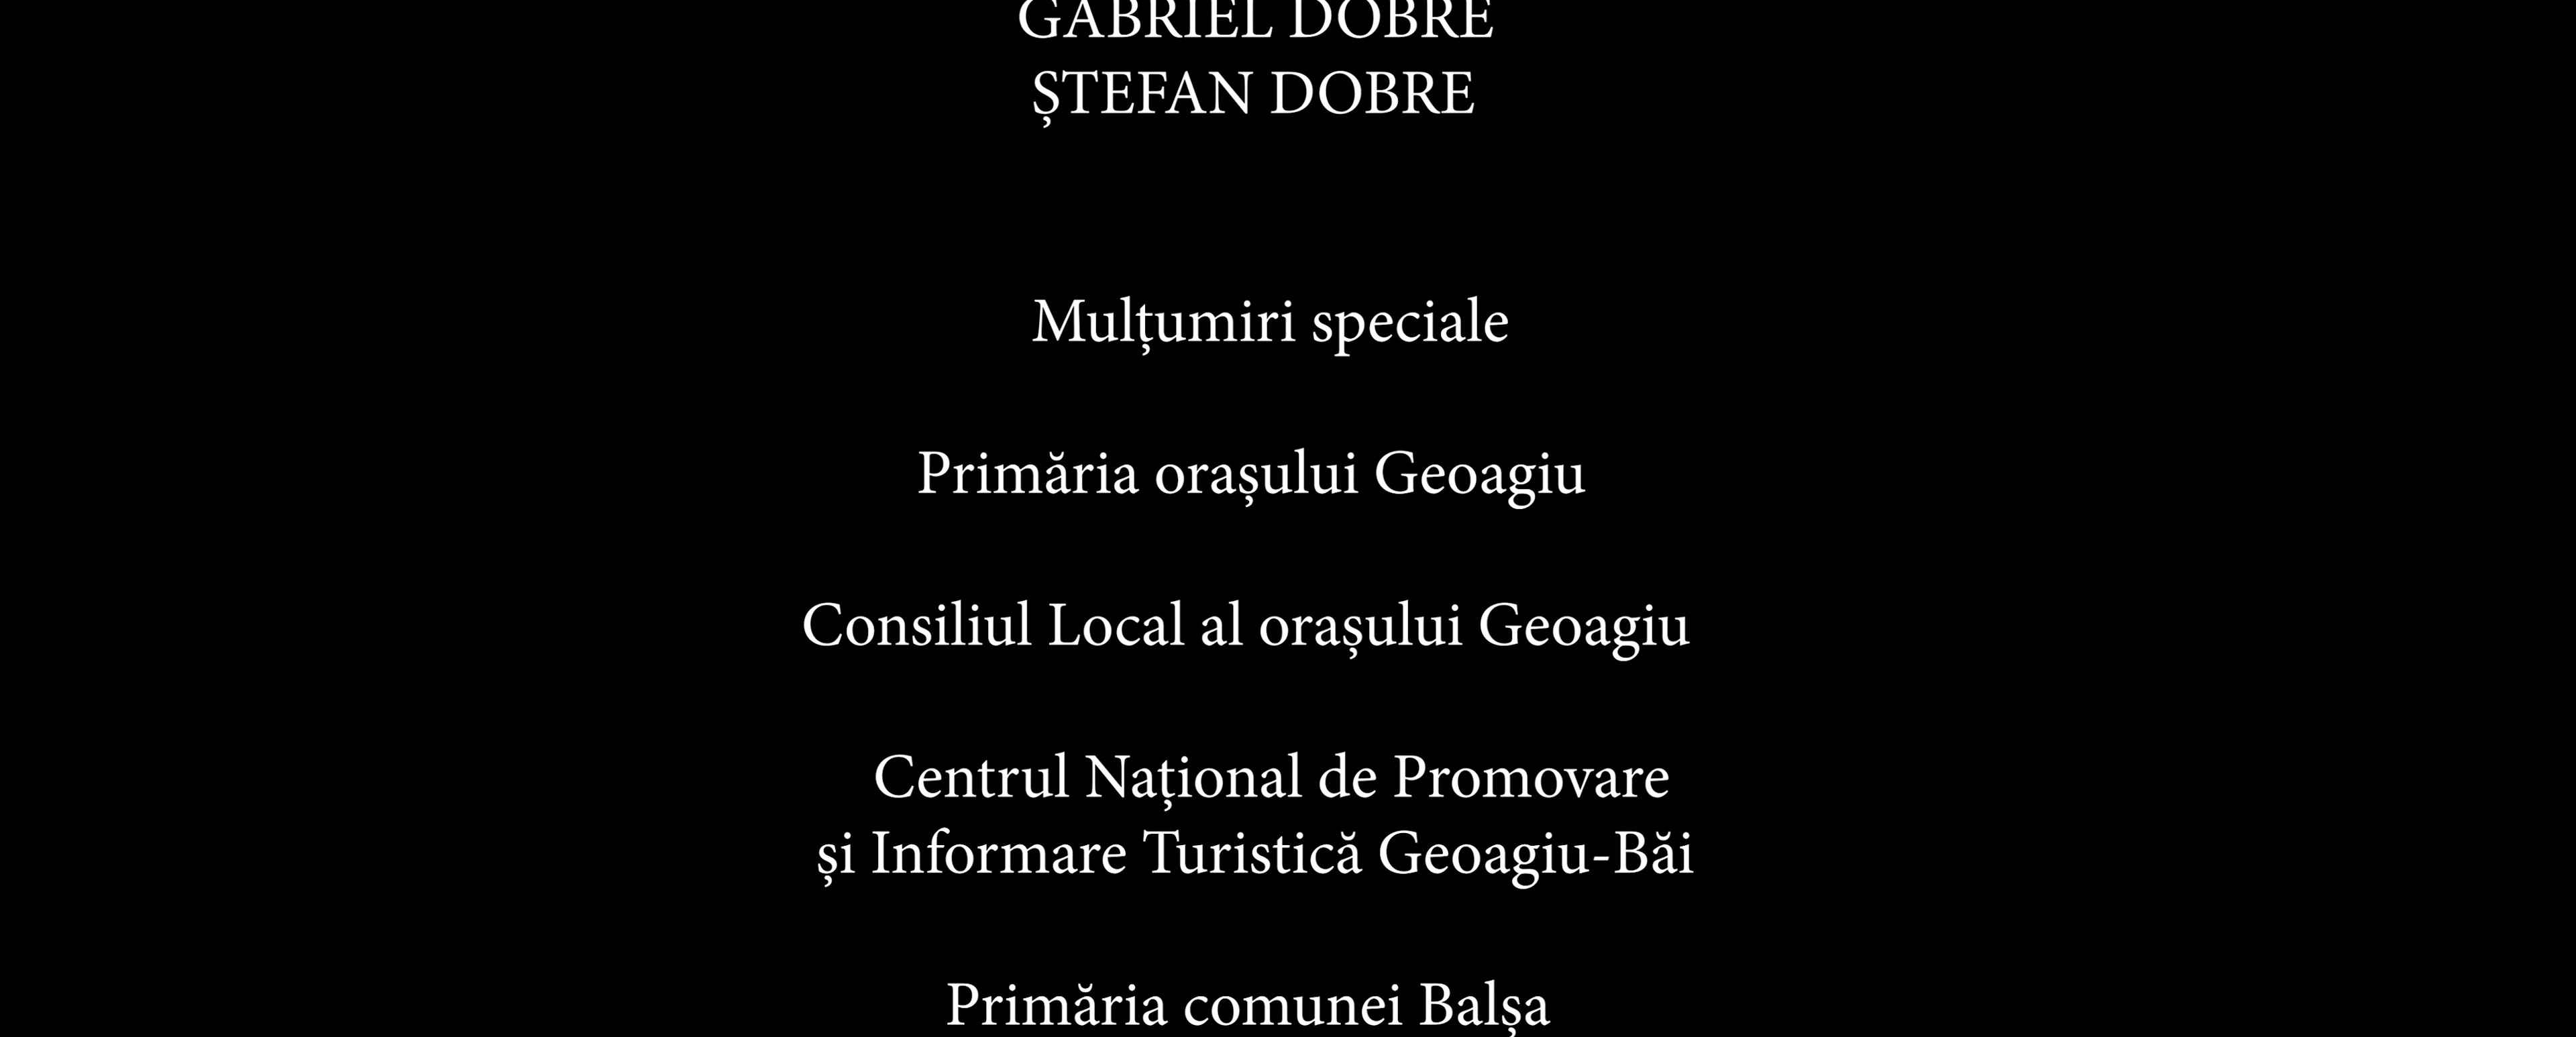 GABRIEL DOBRE
ȘTEFAN DOBRE
Mulțumiri speciale
Primăria orașului Geoagiu
Consiliul Local al orașului Geoagiu
Centrul Național de Promovare
și Informare Turistică Geoagiu-Băi
Primăria comunei Balșa